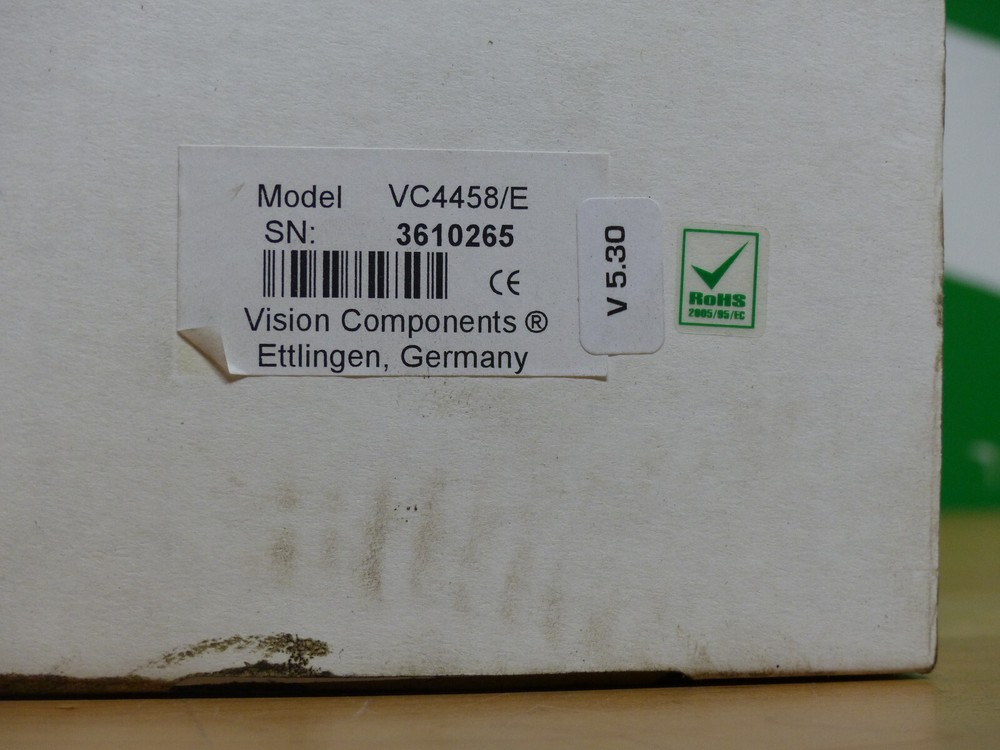 Model VC4458/E
SN: 3610265
CE
Vision Components ®
Ettlingen, Germany
V 5.30
RoHS
2005/95/EC